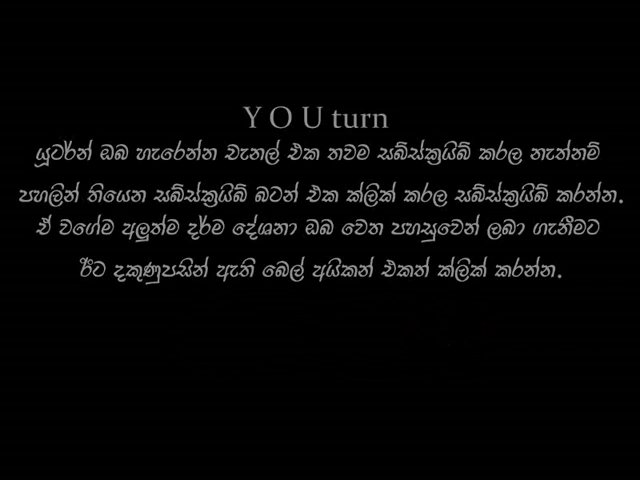 Y O U turn
යූටර්න් ඔබ හැරෙන්න චැනල් එක තවම සබ්ස්ක්‍රයිබ් කරල නැත්නම්
පහලින් තියෙන සබ්ස්ක්‍රයිබ් බටන් එක ක්ලික් කරල සබ්ස්ක්‍රයිබ් කරන්න.
ඒ වගේම අලුත්ම දර්ම දේශනා ඔබ වෙත පහසුවෙන් ලබා ගැනීමට
ඊට දකුණුපසින් ඇති බෙල් අයිකන් එකත් ක්ලික් කරන්න.